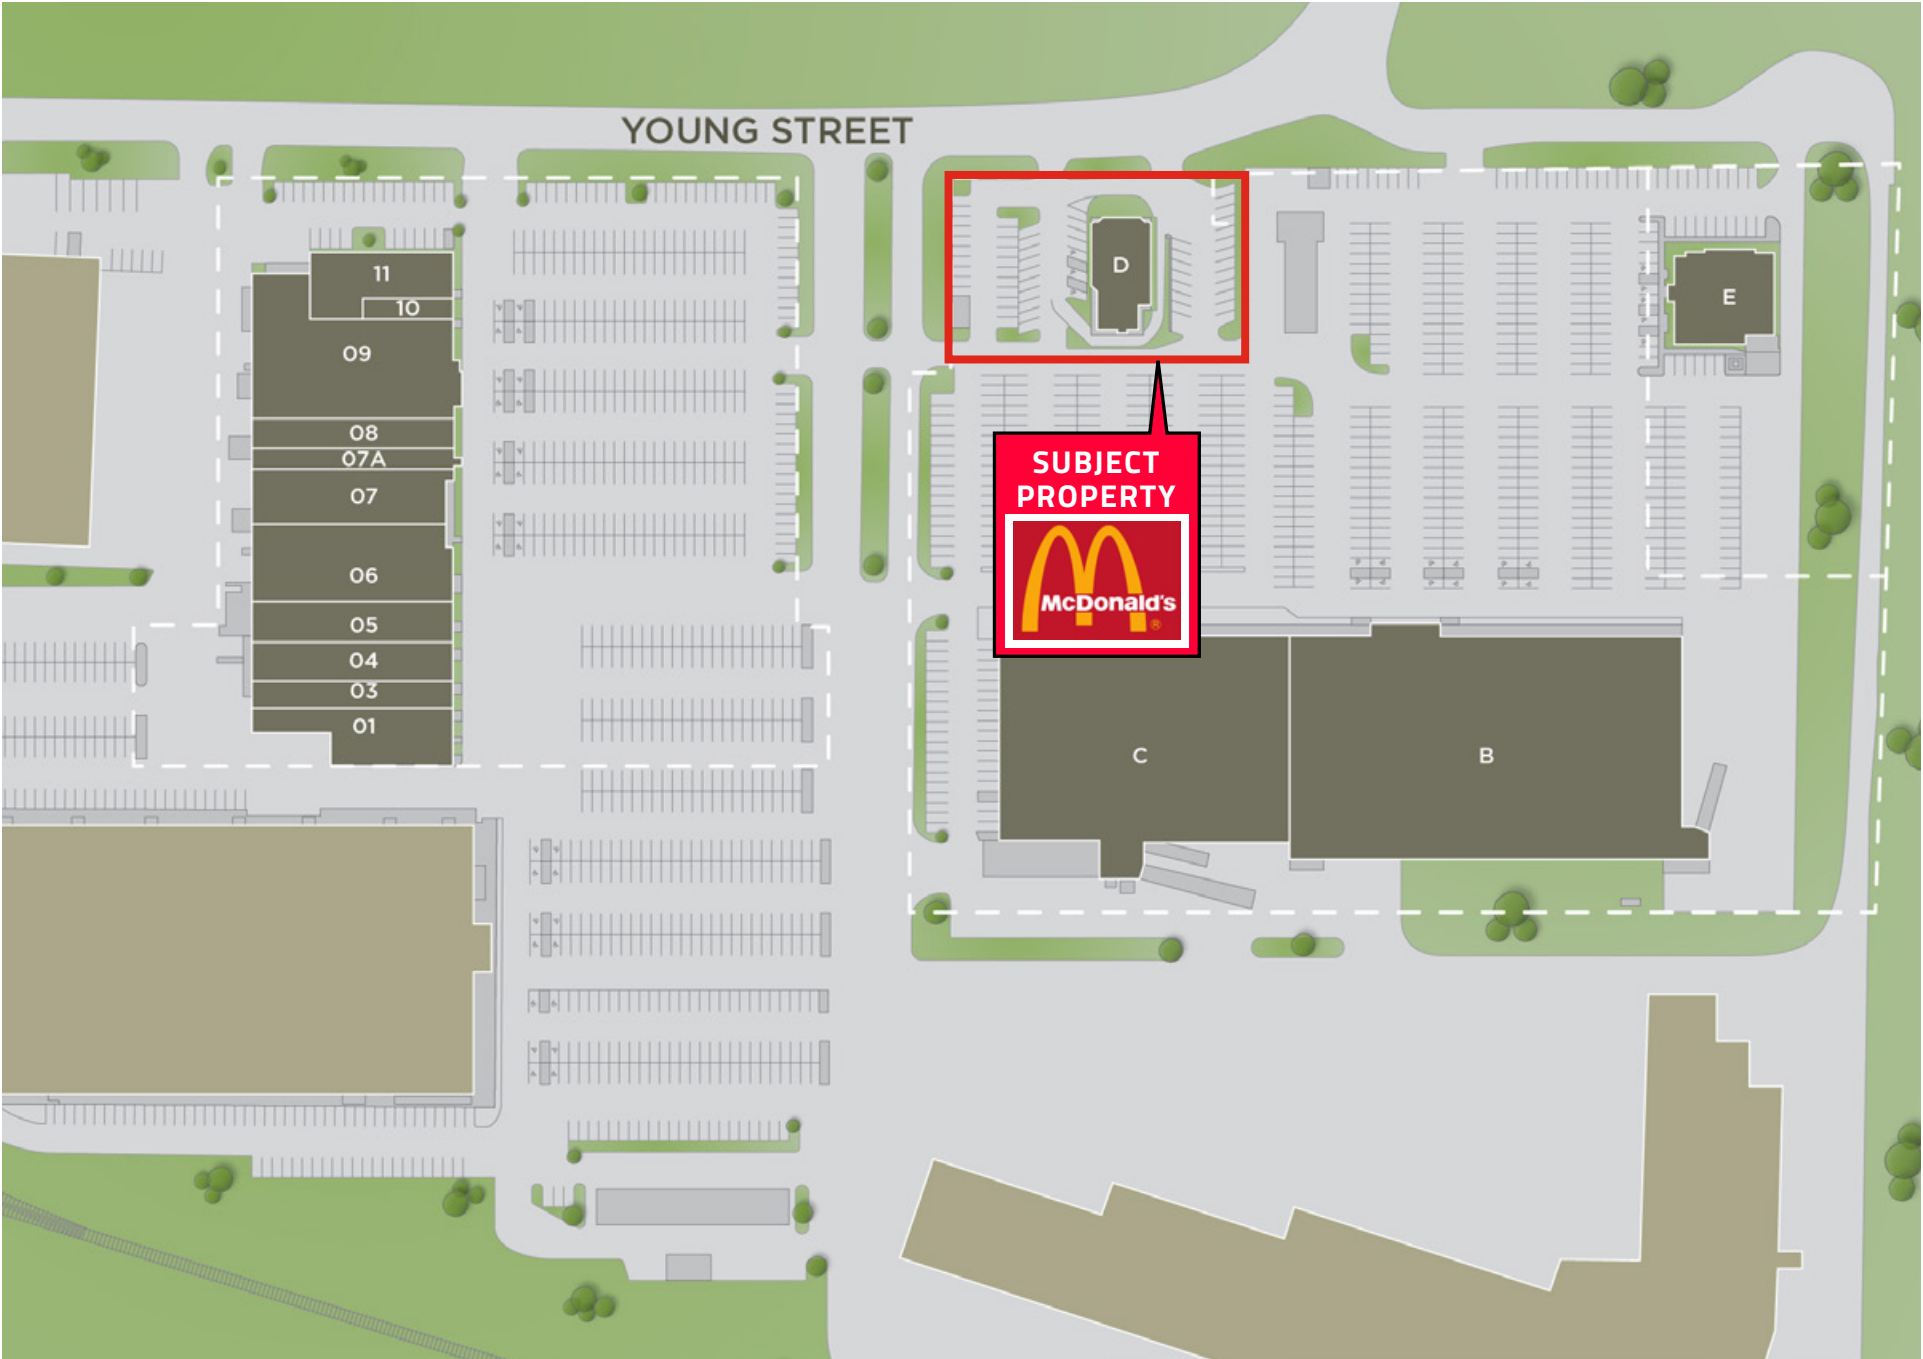 YOUNG STREET
11
10
09
08
07A
07
06
05
04
03
01
D
E
SUBJECT
PROPERTY
McDonald's
®
C
B